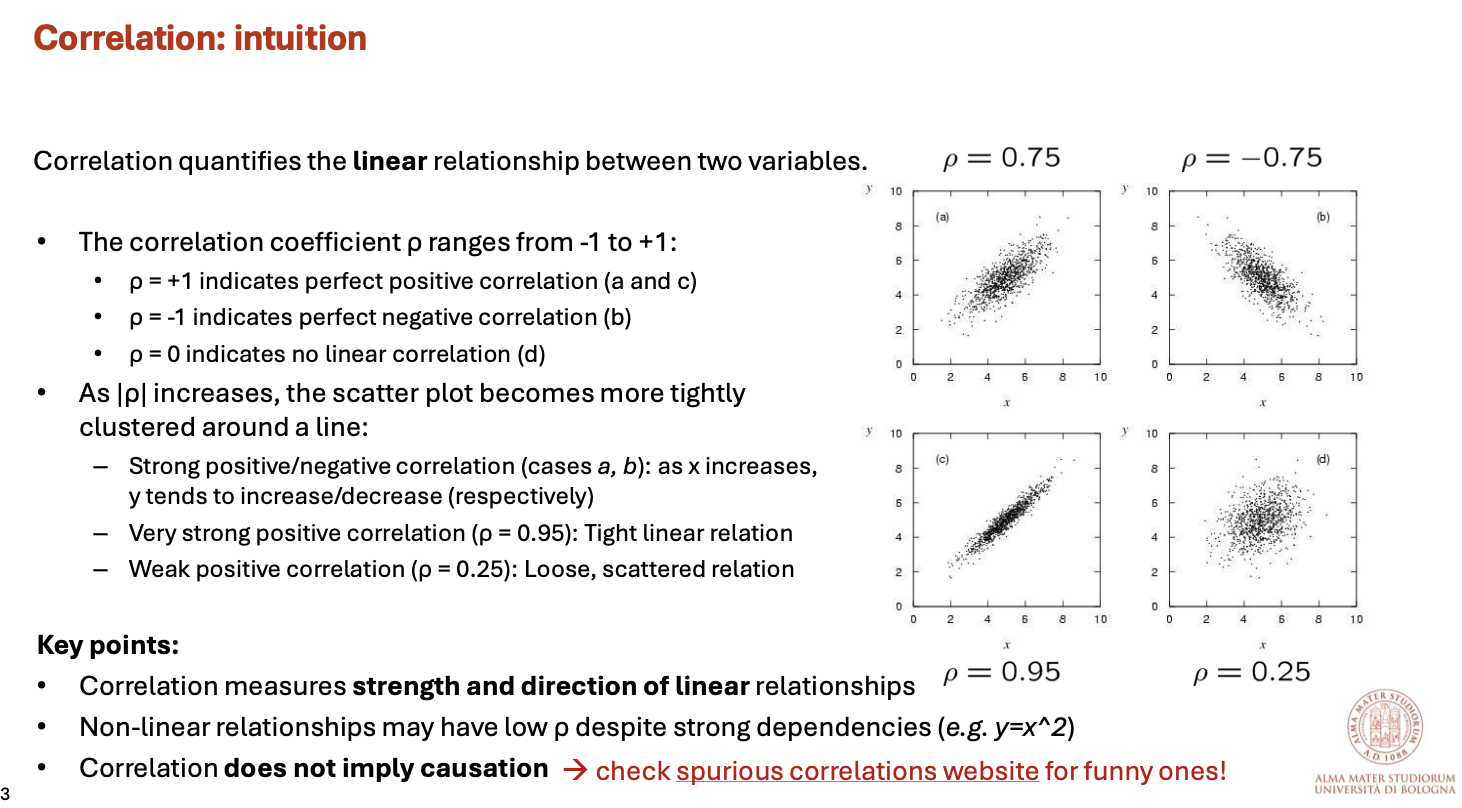 Correlation: intuition
Correlation quantifies the linear relationship between two variables.
• The correlation coefficient ρ ranges from -1 to +1:
• ρ = +1 indicates perfect positive correlation (a and c)
• ρ = -1 indicates perfect negative correlation (b)
• ρ = 0 indicates no linear correlation (d)
• As |ρ| increases, the scatter plot becomes more tightly
clustered around a line:
– Strong positive/negative correlation (cases a, b): as x increases,
y tends to increase/decrease (respectively)
– Very strong positive correlation (ρ = 0.95): Tight linear relation
– Weak positive correlation (ρ = 0.25): Loose, scattered relation
Key points:
• Correlation measures strength and direction of linear relationships
• Non-linear relationships may have low ρ despite strong dependencies (e.g. y=x^2)
• Correlation does not imply causation → check spurious correlations website for funny ones!
3
ρ = 0.75
y
10
8
6
4
2
0
(a)
0 2 4 6 8 10
x
ρ = −0.75
y
10
8
6
4
2
0
(b)
0 2 4 6 8 10
x
y
10
8
6
4
2
0
(c)
0 2 4 6 8 10
x
ρ = 0.95
y
10
8
6
4
2
0
(d)
0 2 4 6 8 10
x
ρ = 0.25
ALMA MATER STUDIORUM
A.D. 1088
ALMA MATER STUDIORUM
UNIVERSITÀ DI BOLOGNA